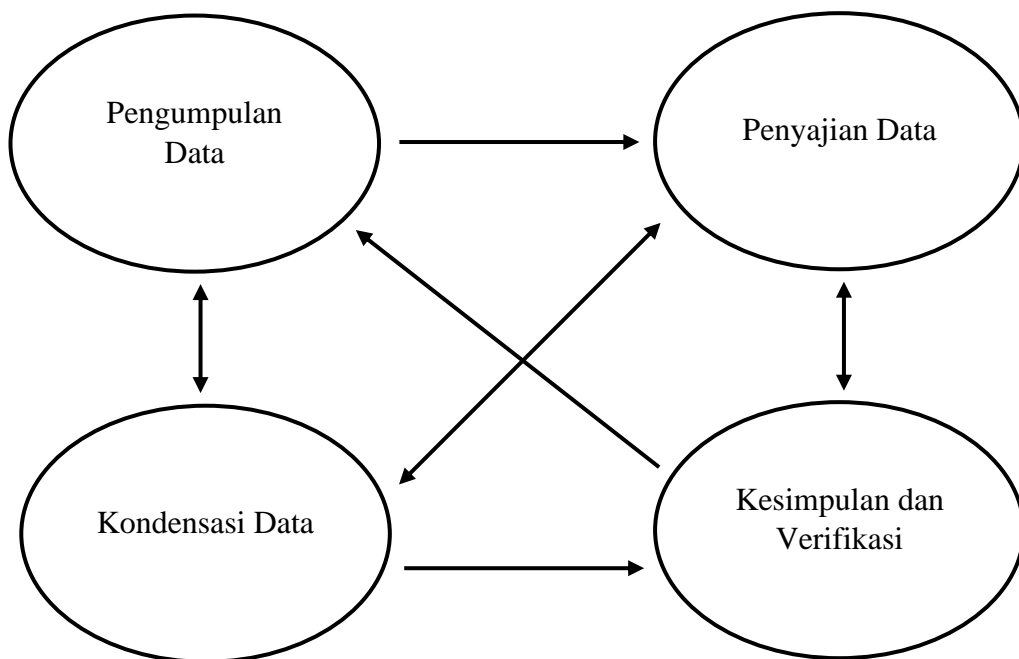 Pengumpulan
Data
Penyajian Data
Kondensasi Data
Kesimpulan dan
Verifikasi